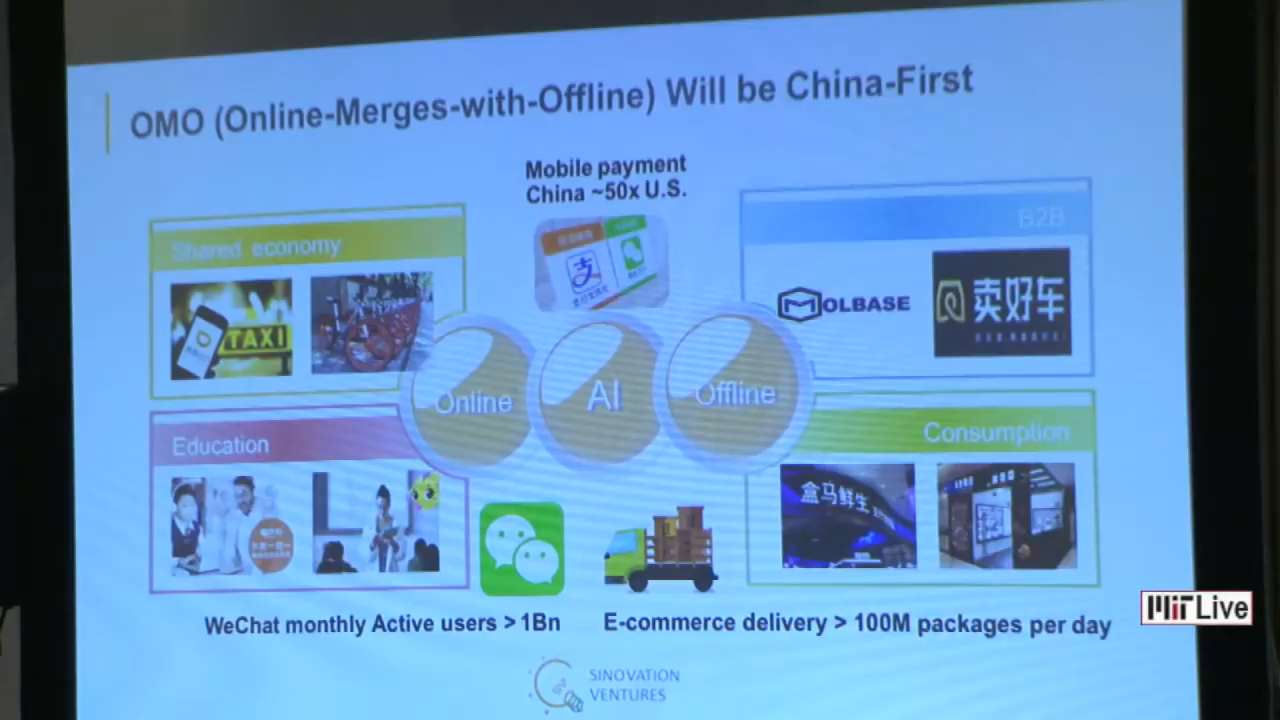 OMO (Online-Merges-with-Offline) Will be China-First
Mobile payment
China ~50x U.S.
Shared economy
TAXI
B2B
MOLBASE
卖好车
Online
AI
Offline
Education
Consumption
盒马鲜生
WeChat monthly Active users > 1Bn
E-commerce delivery > 100M packages per day
MIT Live
SINOVATION
VENTURES